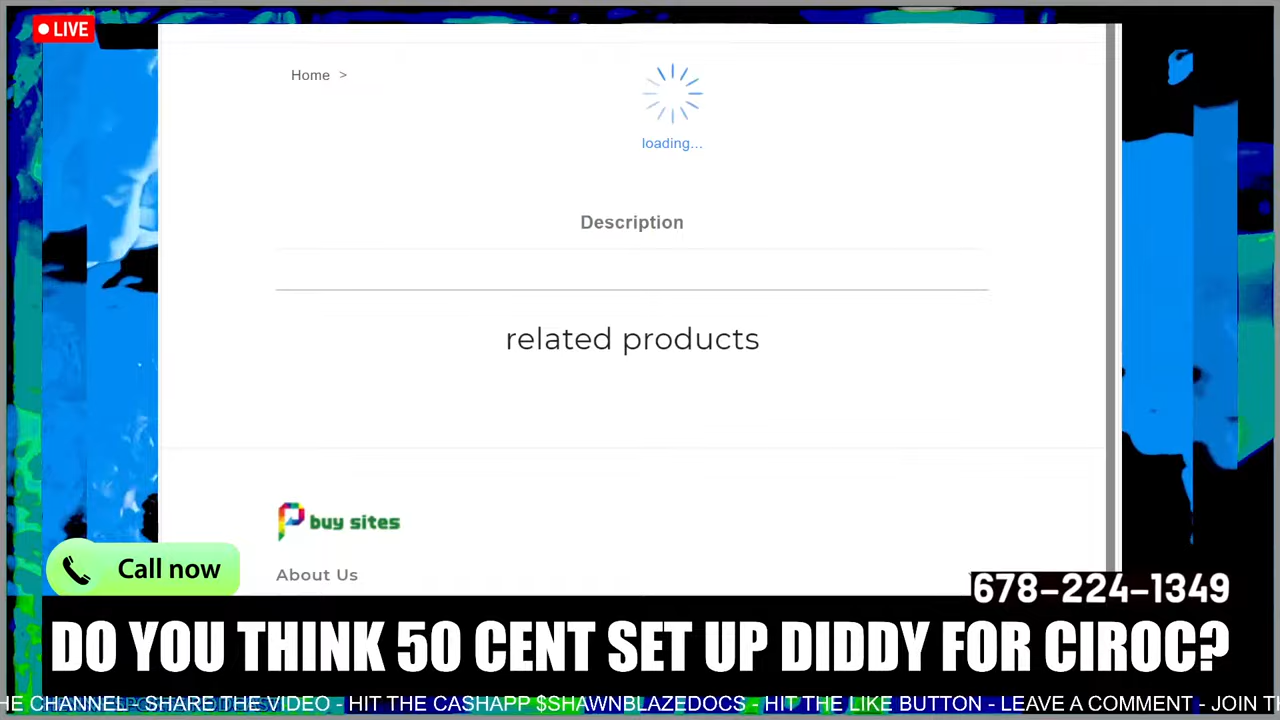 LIVE
Home >
loading...
Description
related products
buy sites
About Us
Call now
678-224-1349
DO YOU THINK 50 CENT SET UP DIDDY FOR CIROC?
HE CHANNEL - SHARE THE VIDEO - HIT THE CASHAPP $SHAWNBLAZEDOCS - HIT THE LIKE BUTTON - LEAVE A COMMENT - JOIN T